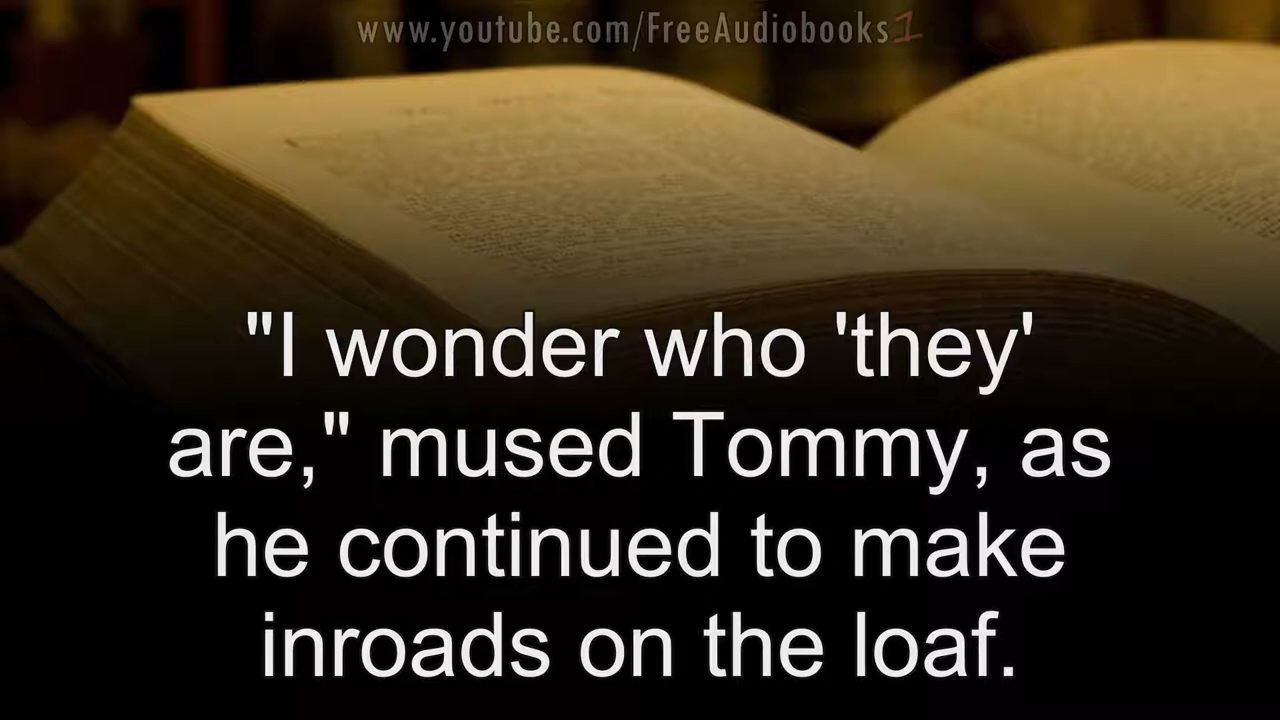 www.youtube.com/FreeAudiobooks1
"I wonder who 'they'
are," mused Tommy, as
he continued to make
inroads on the loaf.